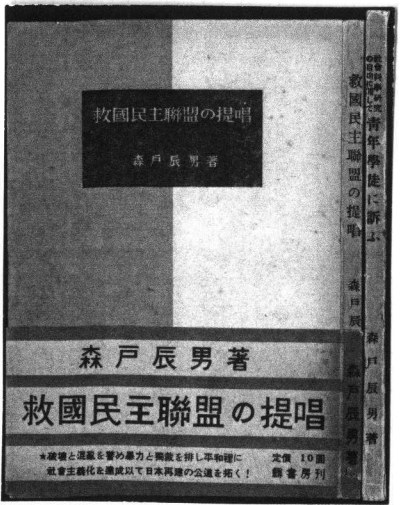 救國民主聯盟の提唱
森戸辰男著
森戸辰男著
救國民主聯盟の提唱
★破壊と混亂を警め暴力と獨裁を排し平和裡に
社會主義化を達成以て日本再建の公道を拓く!
定價 10圓
書房刊
救國民主聯盟の提唱 森戸辰
森戸辰男著
青年學徒に訴ふ 森戸辰男著